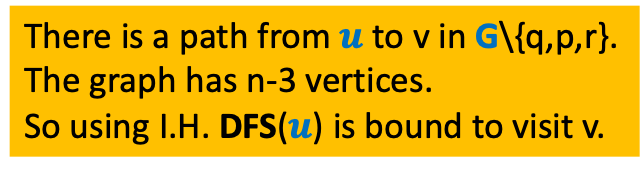 There is a path from u to v in G\{q,p,r}.
The graph has n-3 vertices.
So using I.H. DFS(u) is bound to visit v.